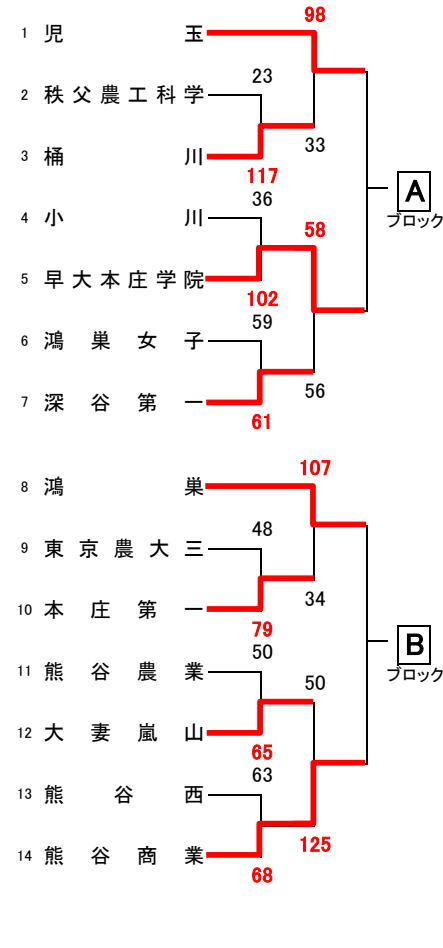 98
1 児玉
23
2 秩父農工科学
33
3 桶川
117
A
ブロック
36
4 小川
58
5 早大本庄学院
102
59
6 鴻巣女子
56
7 深谷第一
61
107
8 鴻巣
48
9 東京農大三
34
10 本庄第一
79
B
ブロック
50
11 熊谷農業
50
12 大妻嵐山
65
63
13 熊谷西
125
14 熊谷商業
68